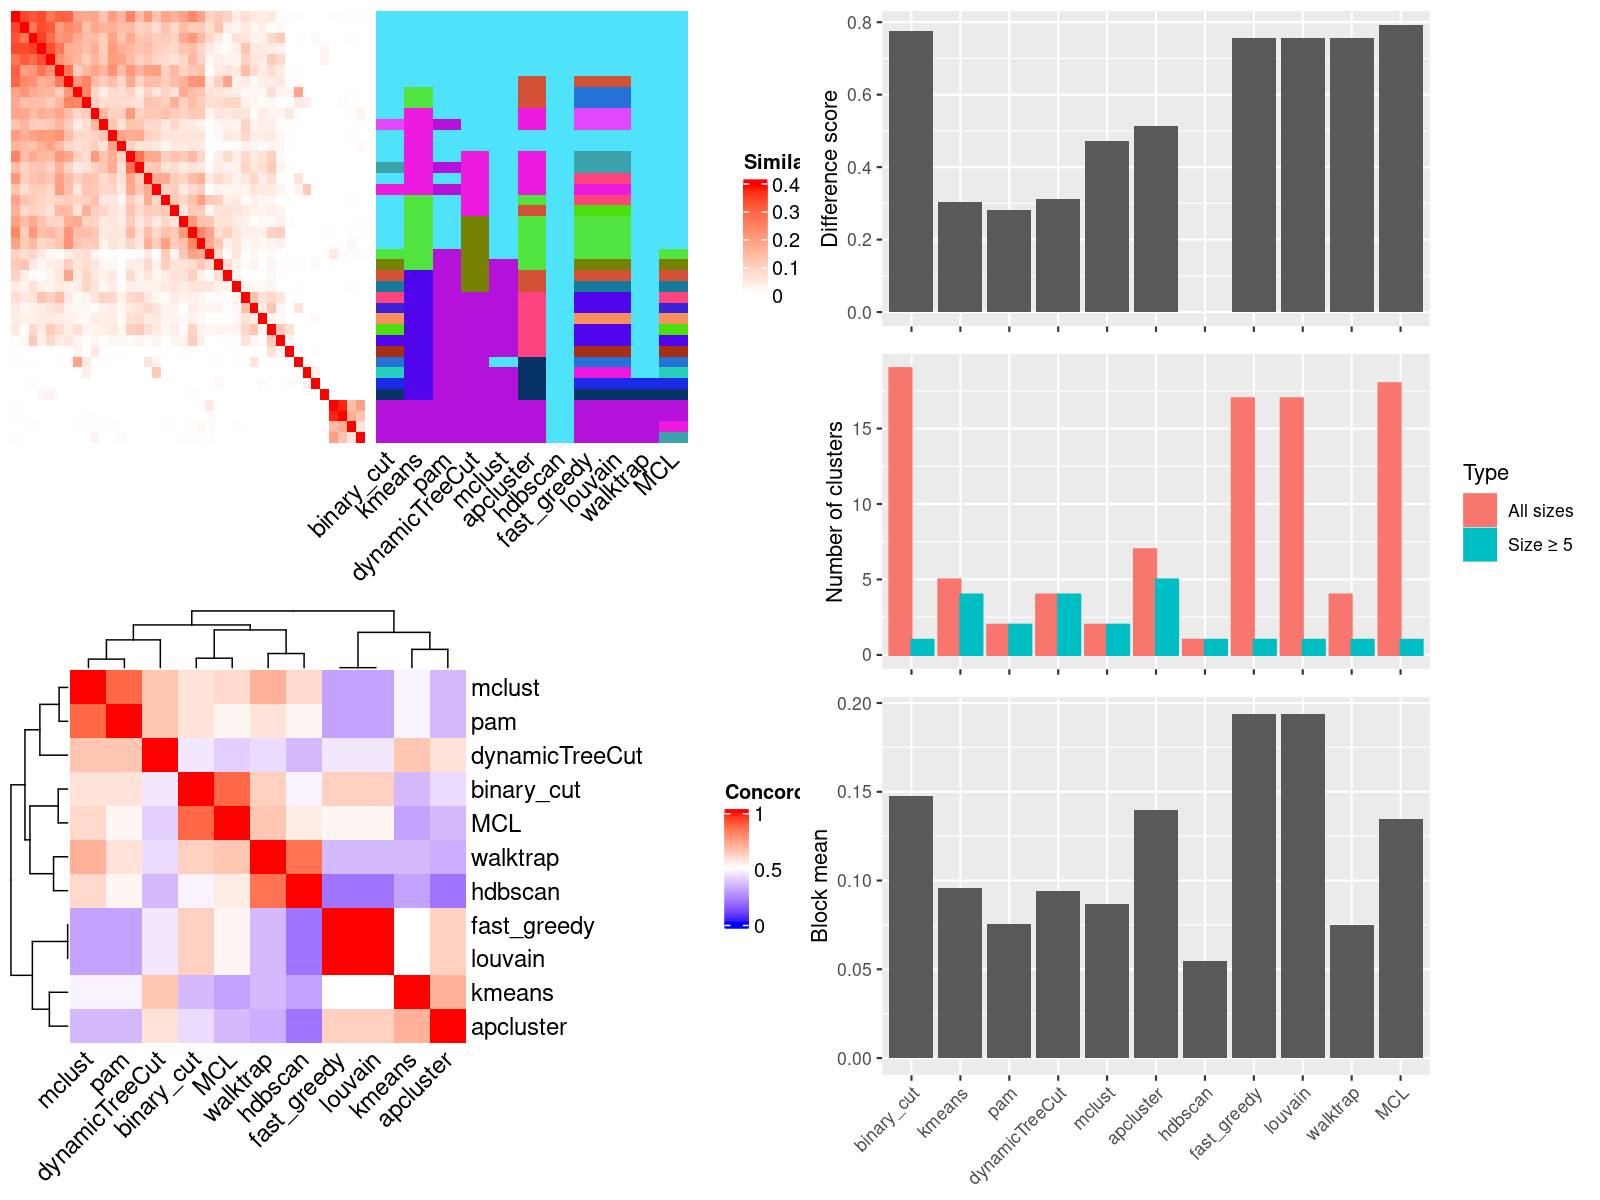 Simila
0.4
0.3
0.2
0.1
0
binary_cut
kmeans
pam
dynamicTreeCut
mclust
apcluster
hdbscan
fast_greedy
louvain
walktrap
MCL
mclust
pam
dynamicTreeCut
binary_cut
MCL
walktrap
hdbscan
fast_greedy
louvain
kmeans
apcluster
Concord
1
0.5
0
mclust
pam
dynamicTreeCut
binary_cut
MCL
walktrap
hdbscan
fast_greedy
louvain
kmeans
apcluster
Difference score
0.8
0.6
0.4
0.2
0.0
Number of clusters
15
10
5
0
Type
All sizes
Size ≥ 5
Block mean
0.20
0.15
0.10
0.05
0.00
binary_cut
kmeans
pam
dynamicTreeCut
mclust
apcluster
hdbscan
fast_greedy
louvain
walktrap
MCL